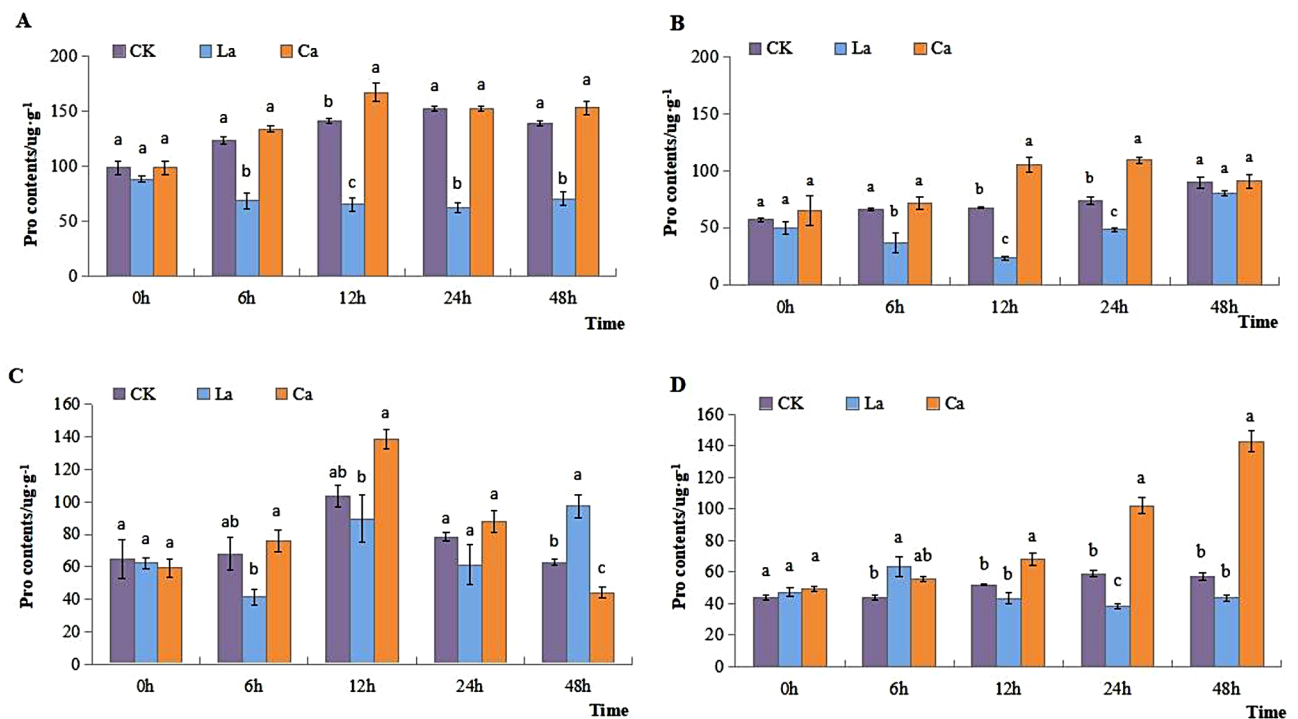 A
CK La Ca
Pro contents/ug·g-1
200
150
100
50
0
a a a
a b a
b c a
a b a
a b a
0h 6h 12h 24h 48h
Time
B
CK La Ca
Pro contents/ug·g-1
200
150
100
50
0
a a a
a b a
b c a
b c a
a a a
0h 6h 12h 24h 48h
Time
C
CK La Ca
Pro contents/ug·g-1
160
140
120
100
80
60
40
20
0
a a a
ab b a
ab b a
a a a
b a c
0h 6h 12h 24h 48h
Time
D
CK La Ca
Pro contents/ug·g-1
160
140
120
100
80
60
40
20
0
a a a
b a ab
b b a
b c a
b b a
0h 6h 12h 24h 48h
Time